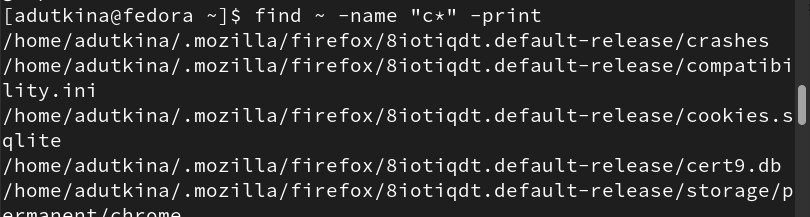 [adutkina@fedora ~]$ find ~ -name "c*" -print
/home/adutkina/.mozilla/firefox/8iotiqdt.default-release/crashes
/home/adutkina/.mozilla/firefox/8iotiqdt.default-release/compatibi
lity.ini
/home/adutkina/.mozilla/firefox/8iotiqdt.default-release/cookies.s
qlite
/home/adutkina/.mozilla/firefox/8iotiqdt.default-release/cert9.db
/home/adutkina/.mozilla/firefox/8iotiqdt.default-release/storage/p
ermanent/chrome